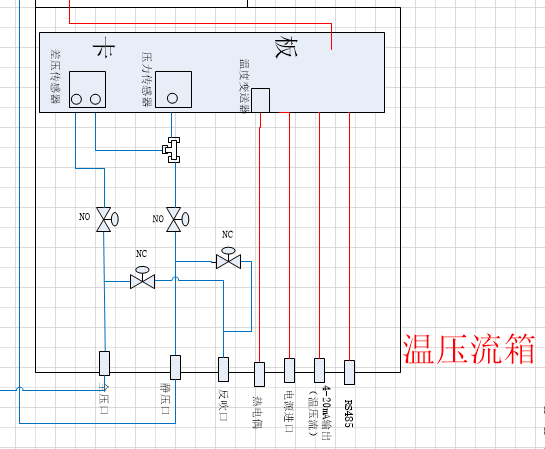 卡板
差压传感器
压力传感器
温度变送器
NO
NO
NC
NC
温压流箱
全压口
静压口
反吹口
热电偶
电源进口
4-20mA输出
(温压流)
RS485